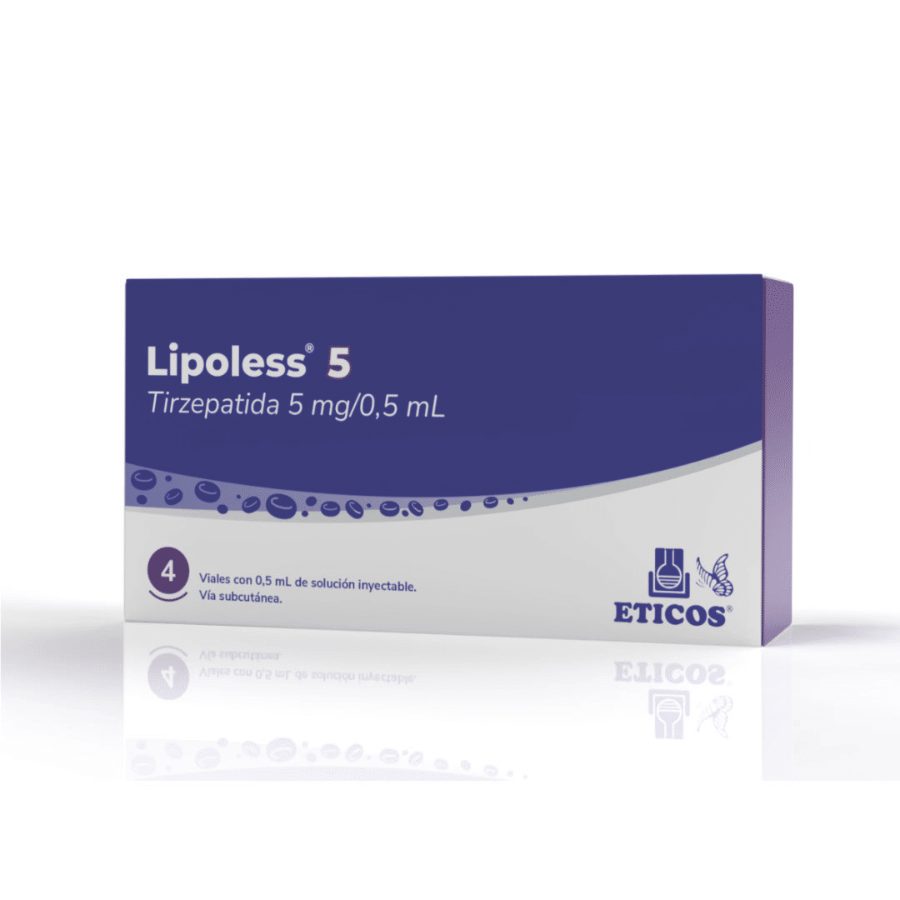 Lipoless® 5
Tirzepatida 5 mg/0,5 mL
4
Viales con 0,5 mL de solución inyectable.
Vía subcutánea.
ETICOS®